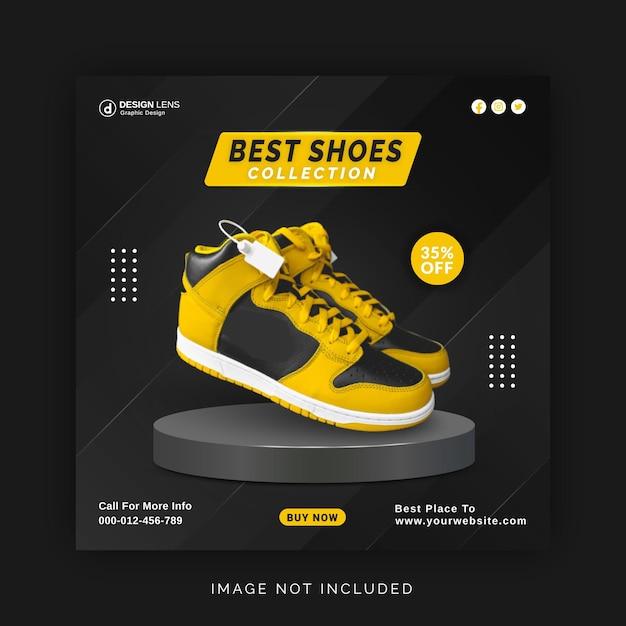 DESIGN LENS
Graphic Design
BEST SHOES
COLLECTION
35%
OFF
Call For More Info
000-012-456-789
BUY NOW
Best Place To
www.yourwebsite.com
IMAGE NOT INCLUDED